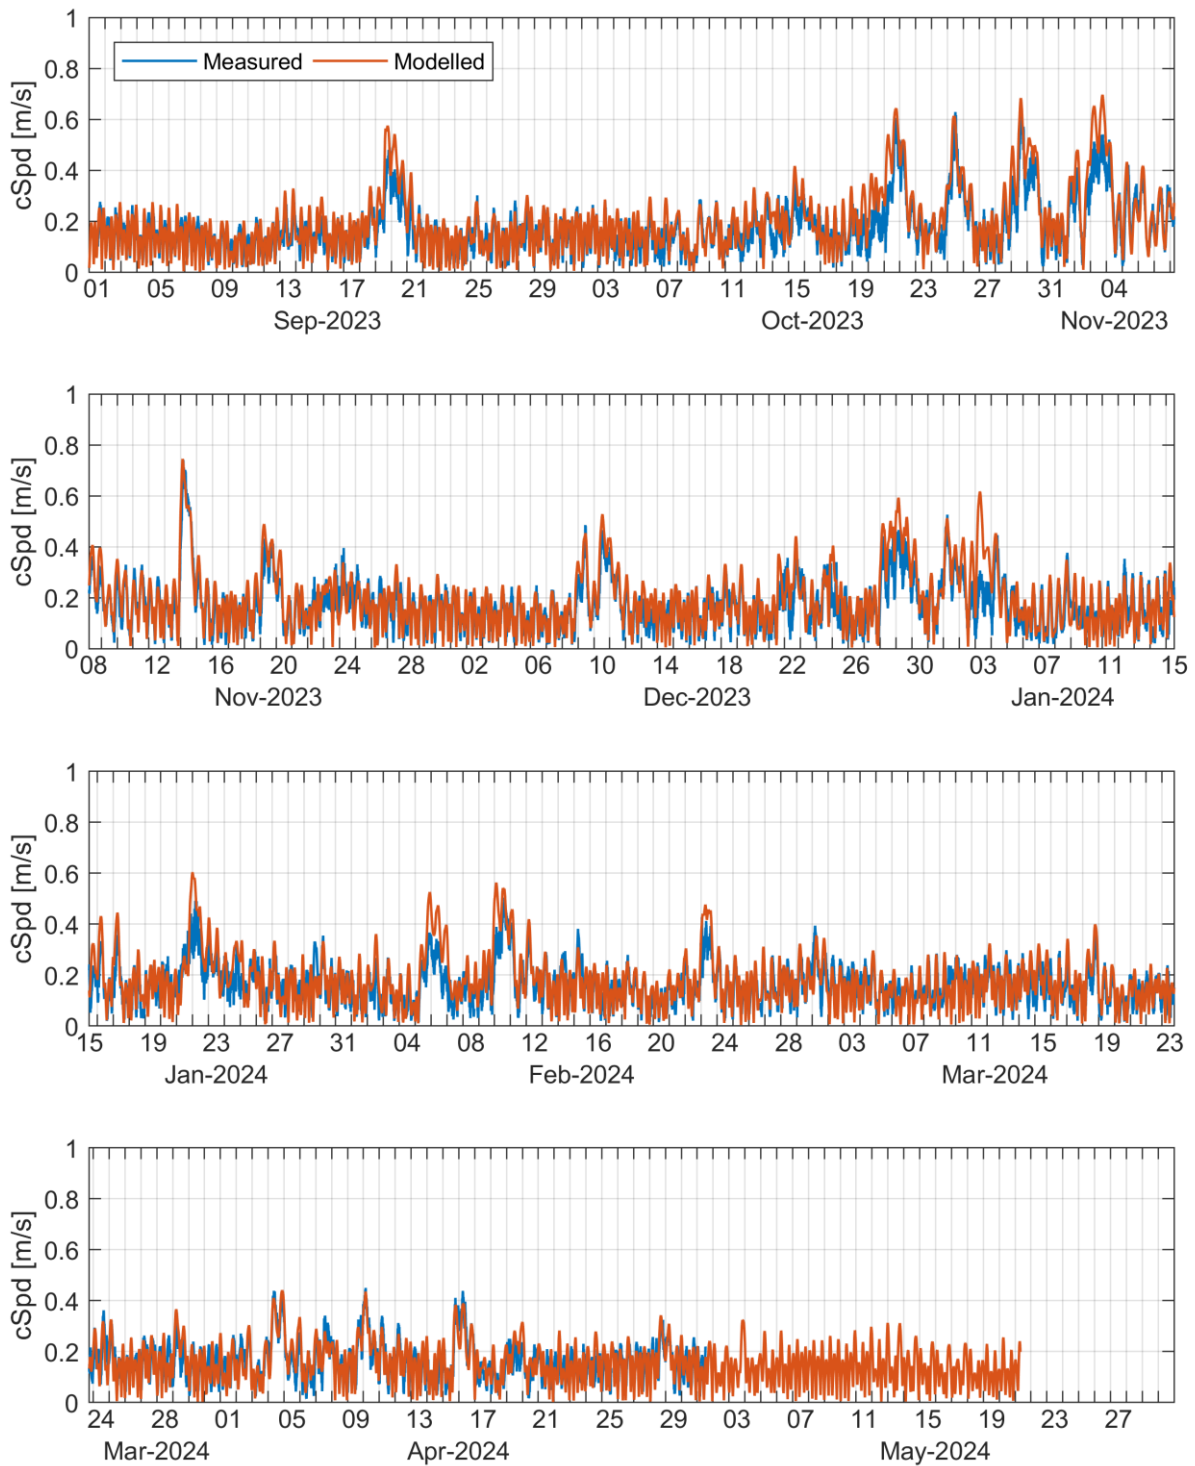 1
0.8
0.6
0.4
0.2
0
cSpd [m/s]
Measured Modelled
01 05 09 13 17 21 25 29 03 07 11 15 19 23 27 31 04
Sep-2023 Oct-2023 Nov-2023
1
0.8
0.6
0.4
0.2
0
cSpd [m/s]
08 12 16 20 24 28 02 06 10 14 18 22 26 30 03 07 11 15
Nov-2023 Dec-2023 Jan-2024
1
0.8
0.6
0.4
0.2
0
cSpd [m/s]
15 19 23 27 31 04 08 12 16 20 24 28 03 07 11 15 19 23
Jan-2024 Feb-2024 Mar-2024
1
0.8
0.6
0.4
0.2
0
cSpd [m/s]
24 28 01 05 09 13 17 21 25 29 03 07 11 15 19 23 27
Mar-2024 Apr-2024 May-2024